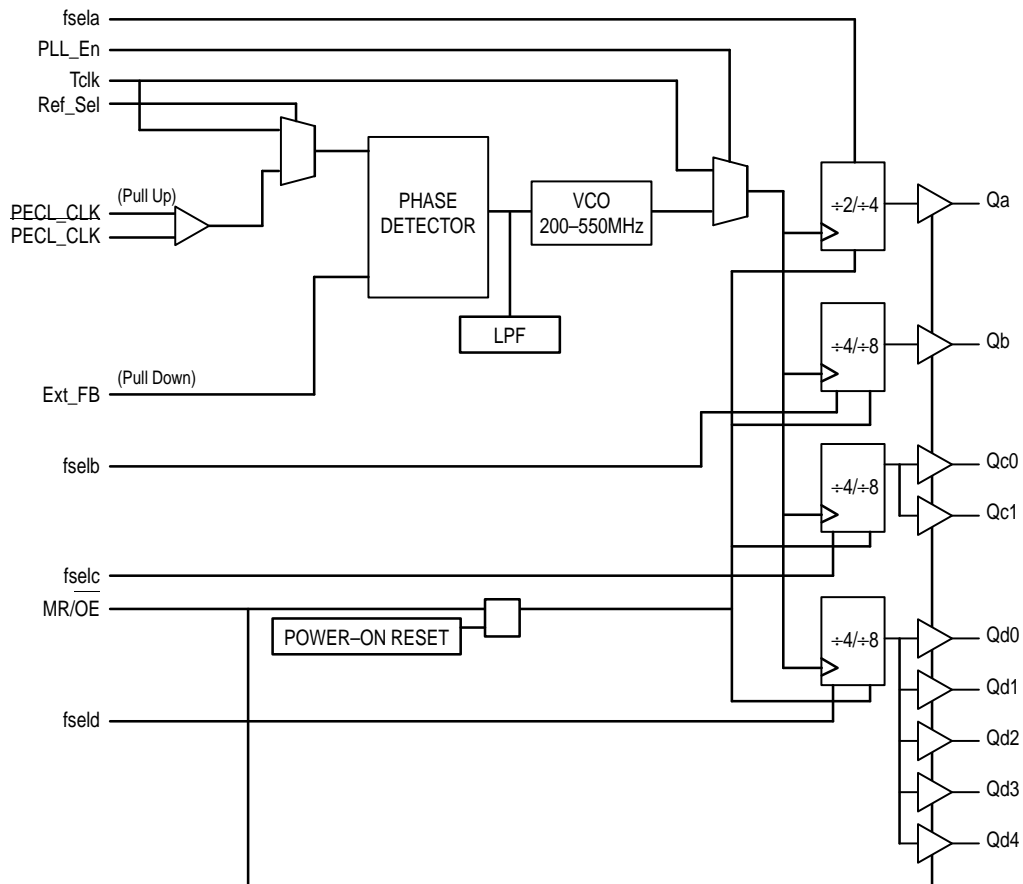 fsela
PLL_En
Tclk
Ref_Sel
(Pull Up)
PECL_CLK
PECL_CLK
PHASE
DETECTOR
VCO
200–550MHz
LPF
÷2/÷4
Qa
÷4/÷8
Qb
(Pull Down)
Ext_FB
fselb
÷4/÷8
Qc0
Qc1
fselc
MR/OE
POWER–ON RESET
÷4/÷8
Qd0
Qd1
fseld
Qd2
Qd3
Qd4